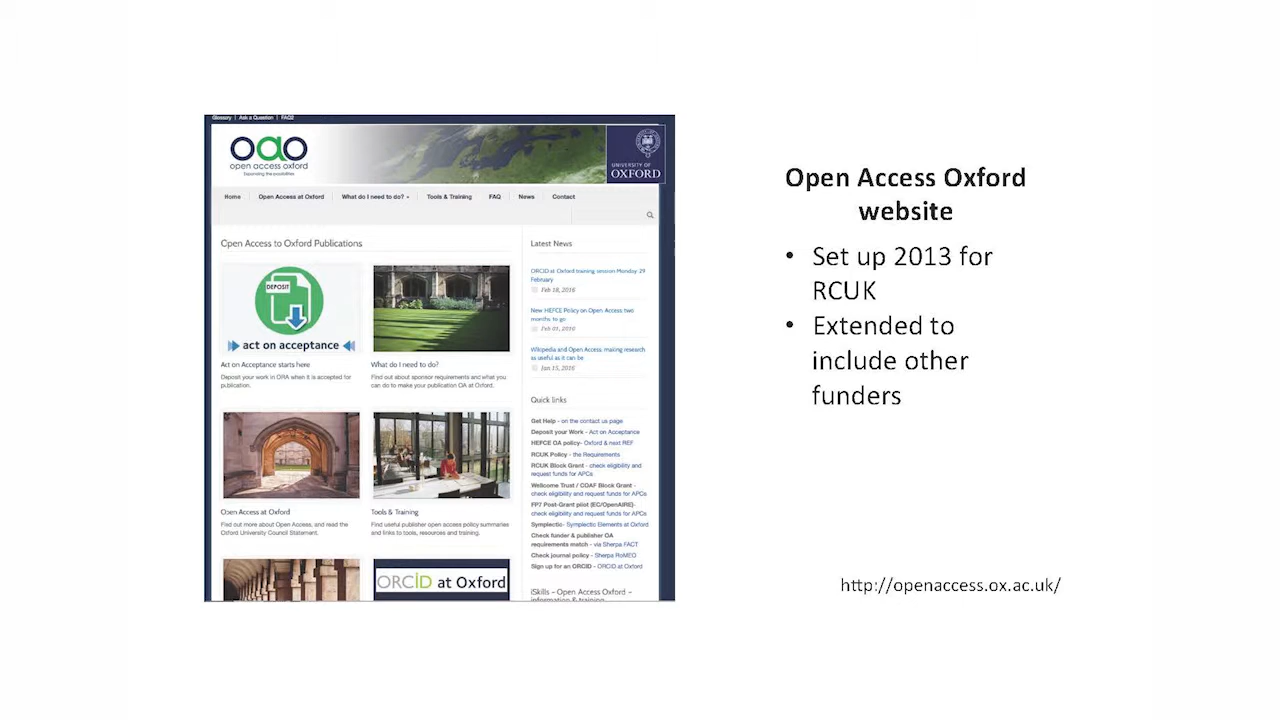 Glossary | Ask a Question | FAQ2
oao
open access oxford
Expanding the possibilities
UNIVERSITY OF
OXFORD
Home Open Access at Oxford What do I need to do? Tools & Training FAQ News Contact
Open Access to Oxford Publications
DEPOSIT
act on acceptance
Act on Acceptance starts here
Deposit your work in ORA when it is accepted for
publication.
What do I need to do?
Find out about sponsor requirements and what you
can do to make your publication OA at Oxford.
Open Access at Oxford
Find out more about Open Access, and read the
Oxford University Council Statement.
Tools & Training
Find useful publisher open access policy summaries
and links to tools, resources and training.
ORCID at Oxford
Latest News
ORCID at Oxford training session Monday 29
February
Feb 18, 2016
New HEFCE Policy on Open Access: two
months to go
Feb 01, 2016
Wikipedia and Open Access: making research
as useful as it can be
Jan 15, 2016
Quick links
Get Help - on the contact us page
Deposit your Work - Act on Acceptance
HEFCE OA policy- Oxford & next REF
RCUK Policy - the Requirements
RCUK Block Grant - check eligibility and
request funds for APCs
Wellcome Trust / COAF Block Grant -
check eligibility and request funds for APCs
FP7 Post-Grant pilot (EC/OpenAIRE)-
check eligibility and request funds for APCs
Symplectic- Symplectic Elements at Oxford
Check funder & publisher OA
requirements match - via Sherpa FACT
Check journal policy - Sherpa RoMEO
Sign up for an ORCID - ORCID at Oxford
iSkills – Open Access Oxford –
information & training
Open Access Oxford
website
• Set up 2013 for
RCUK
• Extended to
include other
funders
http://openaccess.ox.ac.uk/